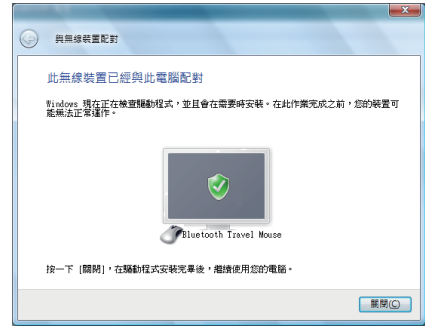 與無線裝置配對
此無線裝置已經與此電腦配對
Windows 現在正在檢查驅動程式，並且會在需要時安裝。在此作業完成之前，您的裝置可
能無法正常運作。
Bluetooth Travel Mouse
按一下 [關閉]，在驅動程式安裝完畢後，繼續使用您的電腦。
關閉(C)